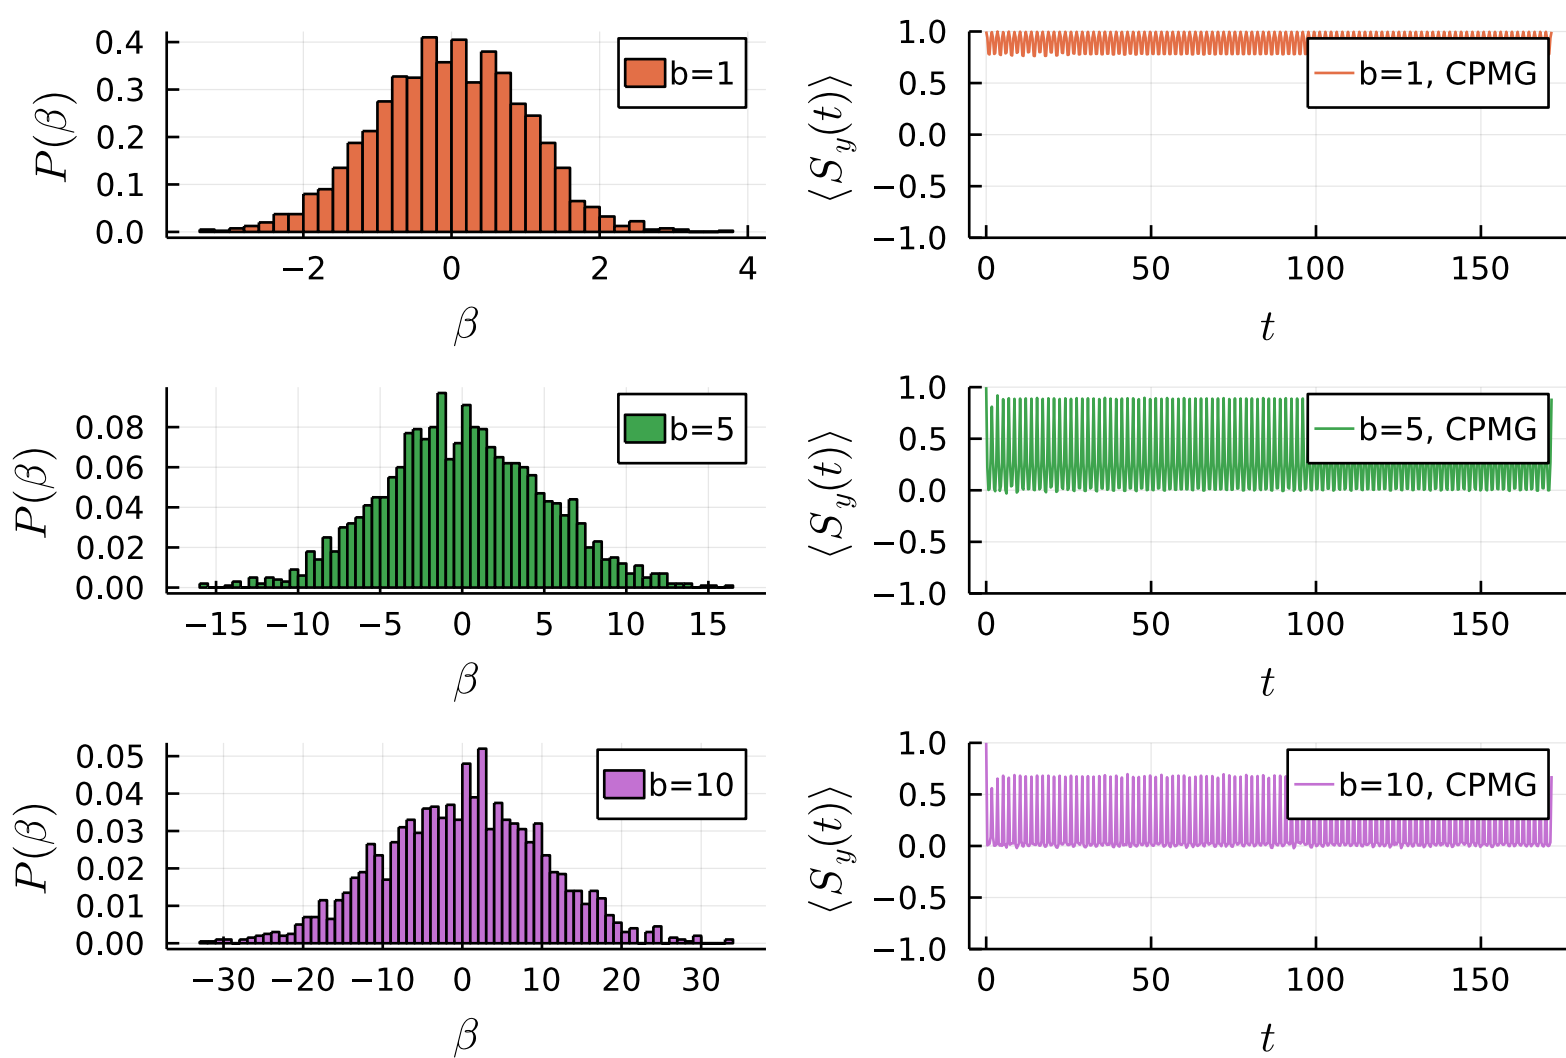 0.4
0.3
0.2
0.1
0.0
P(β)
b=1
−2 0 2 4
β
1.0
0.5
0.0
−0.5
−1.0
⟨S_y(t)⟩
b=1, CPMG
0 50 100 150
t
0.08
0.06
0.04
0.02
0.00
P(β)
b=5
−15 −10 −5 0 5 10 15
β
1.0
0.5
0.0
−0.5
−1.0
⟨S_y(t)⟩
b=5, CPMG
0 50 100 150
t
0.05
0.04
0.03
0.02
0.01
0.00
P(β)
b=10
−30 −20 −10 0 10 20 30
β
1.0
0.5
0.0
−0.5
−1.0
⟨S_y(t)⟩
b=10, CPMG
0 50 100 150
t